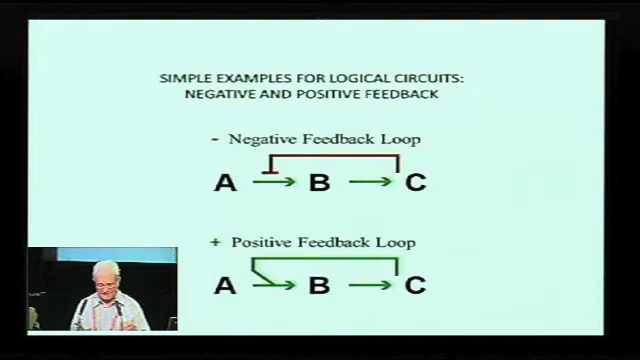 SIMPLE EXAMPLES FOR LOGICAL CIRCUITS:
NEGATIVE AND POSITIVE FEEDBACK
- Negative Feedback Loop
A B C
+ Positive Feedback Loop
A B C